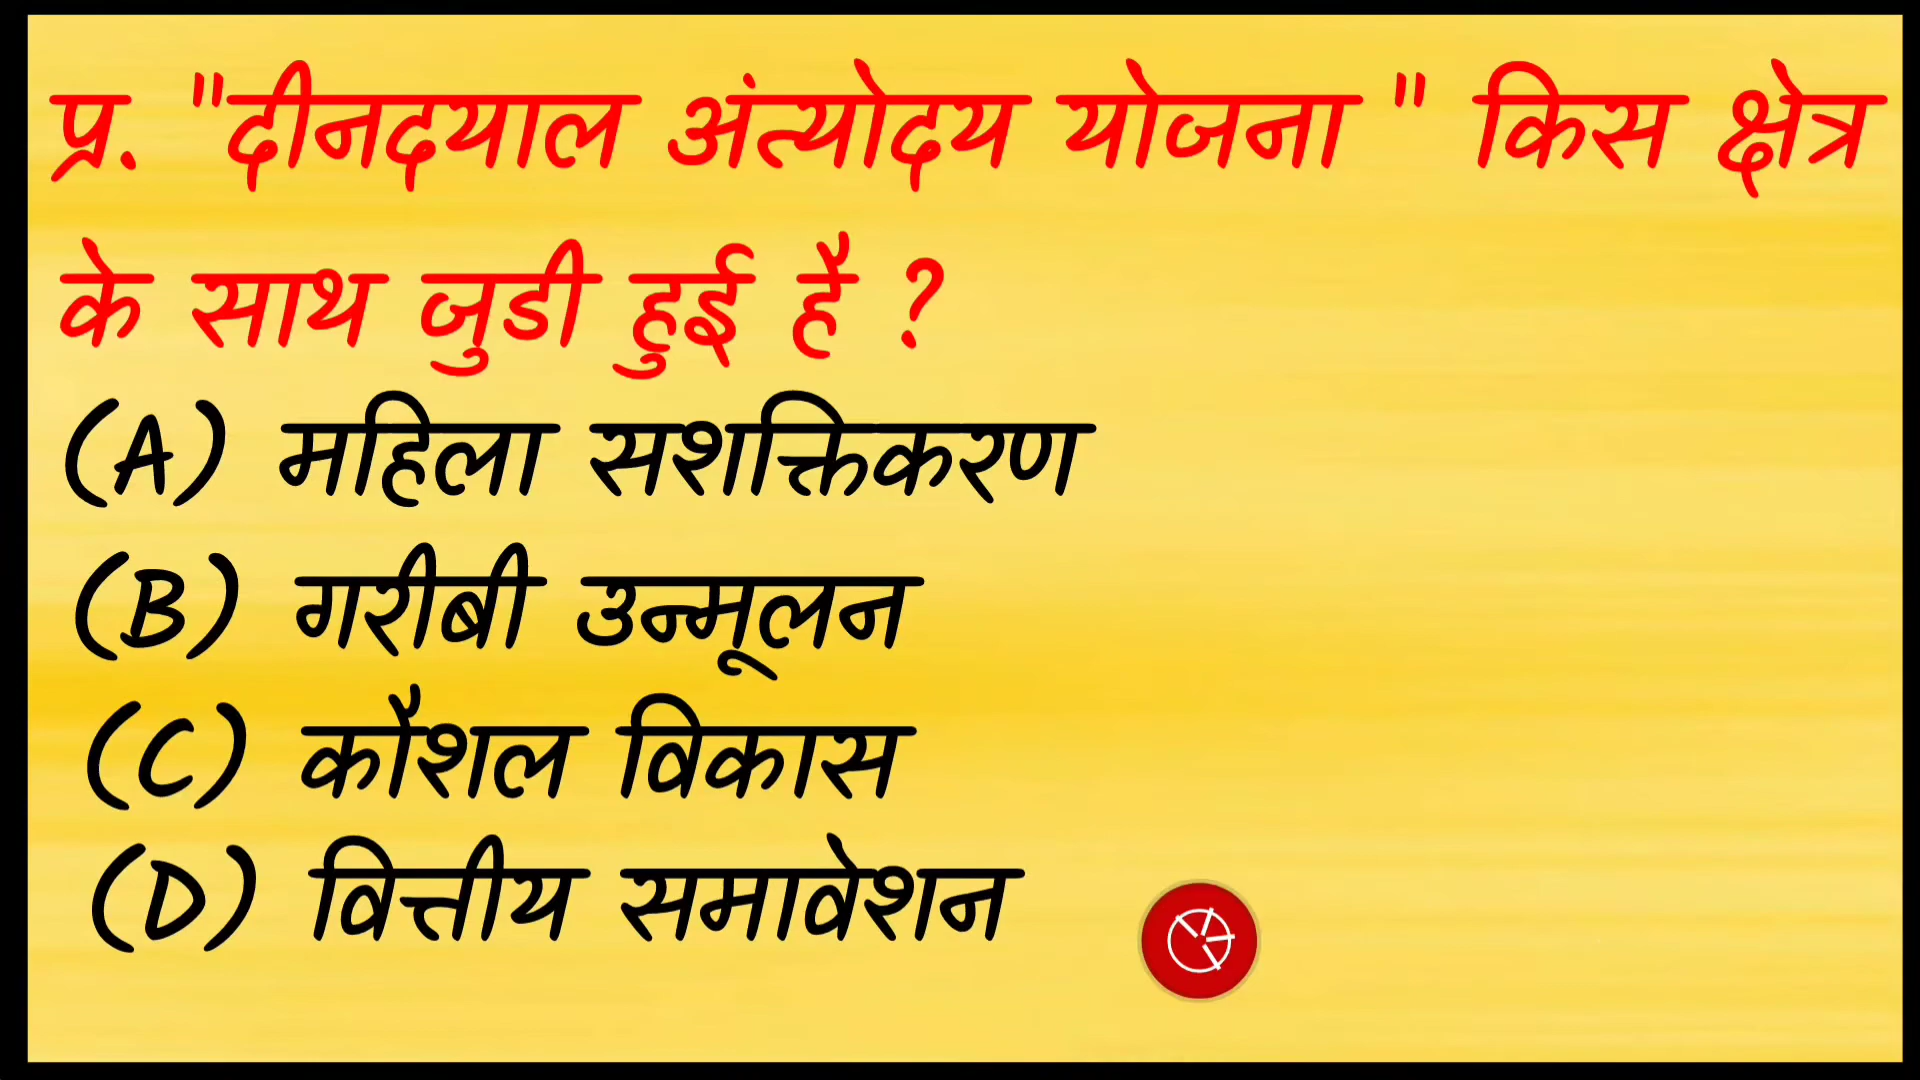 प्र. "दीनदयाल अंत्योदय योजना " किस क्षेत्र
के साथ जुडी हुई है ?
(A) महिला सशक्तिकरण
(B) गरीबी उन्मूलन
(C) कौशल विकास
(D) वित्तीय समावेशन